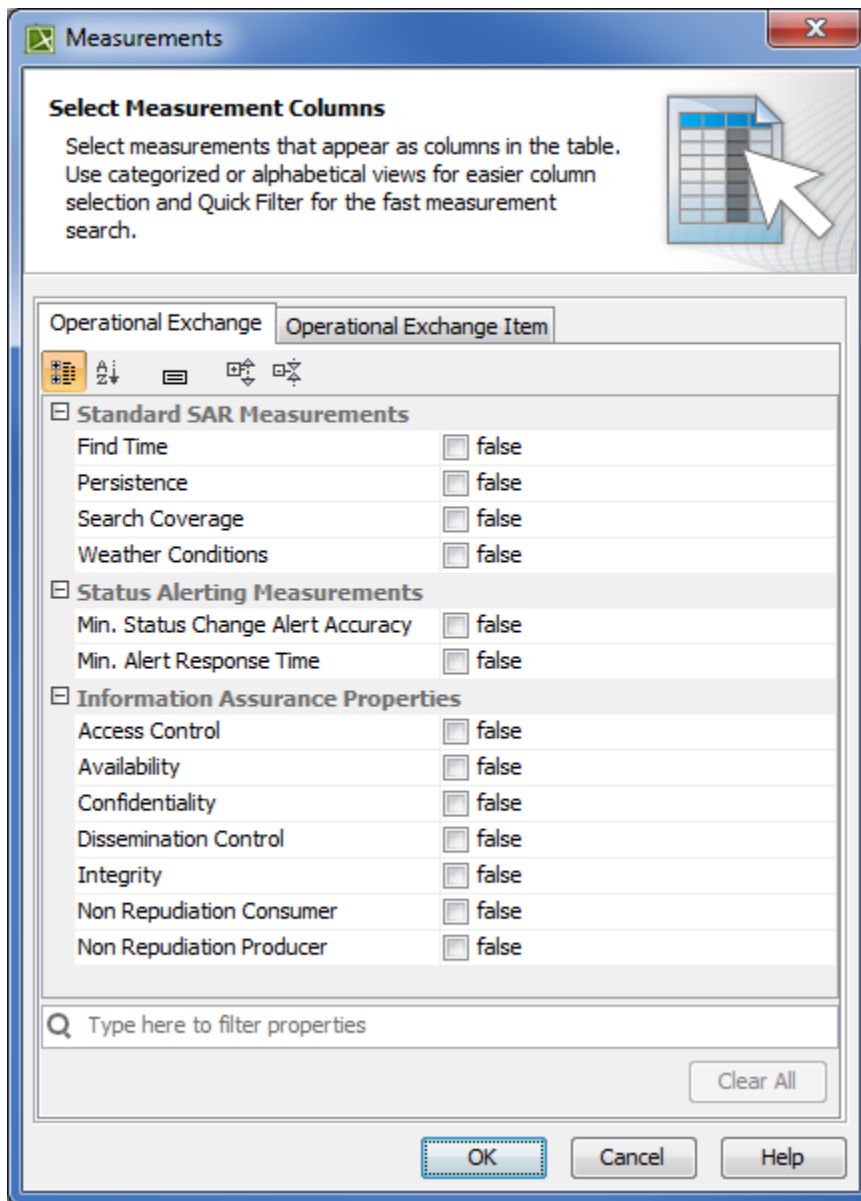 Measurements
Select Measurement Columns
Select measurements that appear as columns in the table.
Use categorized or alphabetical views for easier column
selection and Quick Filter for the fast measurement
search.
Operational Exchange
Operational Exchange Item
Standard SAR Measurements
Find Time false
Persistence false
Search Coverage false
Weather Conditions false
Status Alerting Measurements
Min. Status Change Alert Accuracy false
Min. Alert Response Time false
Information Assurance Properties
Access Control false
Availability false
Confidentiality false
Dissemination Control false
Integrity false
Non Repudiation Consumer false
Non Repudiation Producer false
Type here to filter properties
Clear All
OK Cancel Help